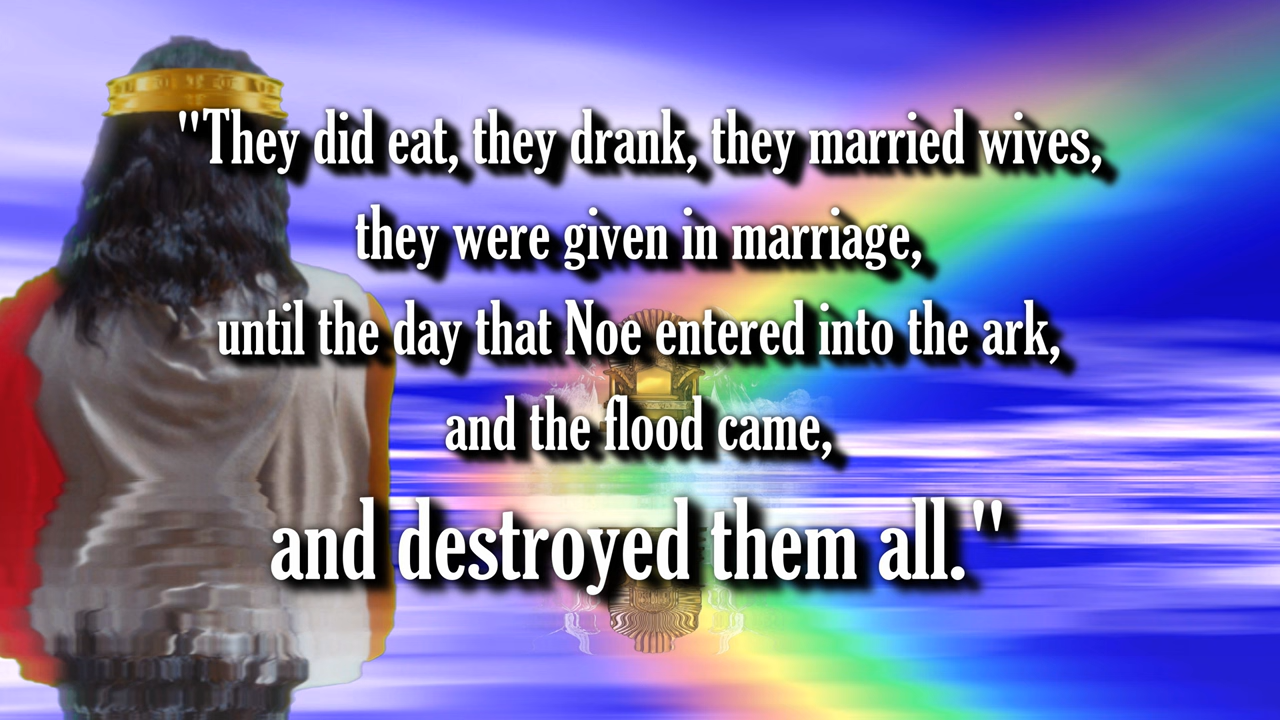 "They did eat, they drank, they married wives,
they were given in marriage,
until the day that Noe entered into the ark,
and the flood came,
and destroyed them all."